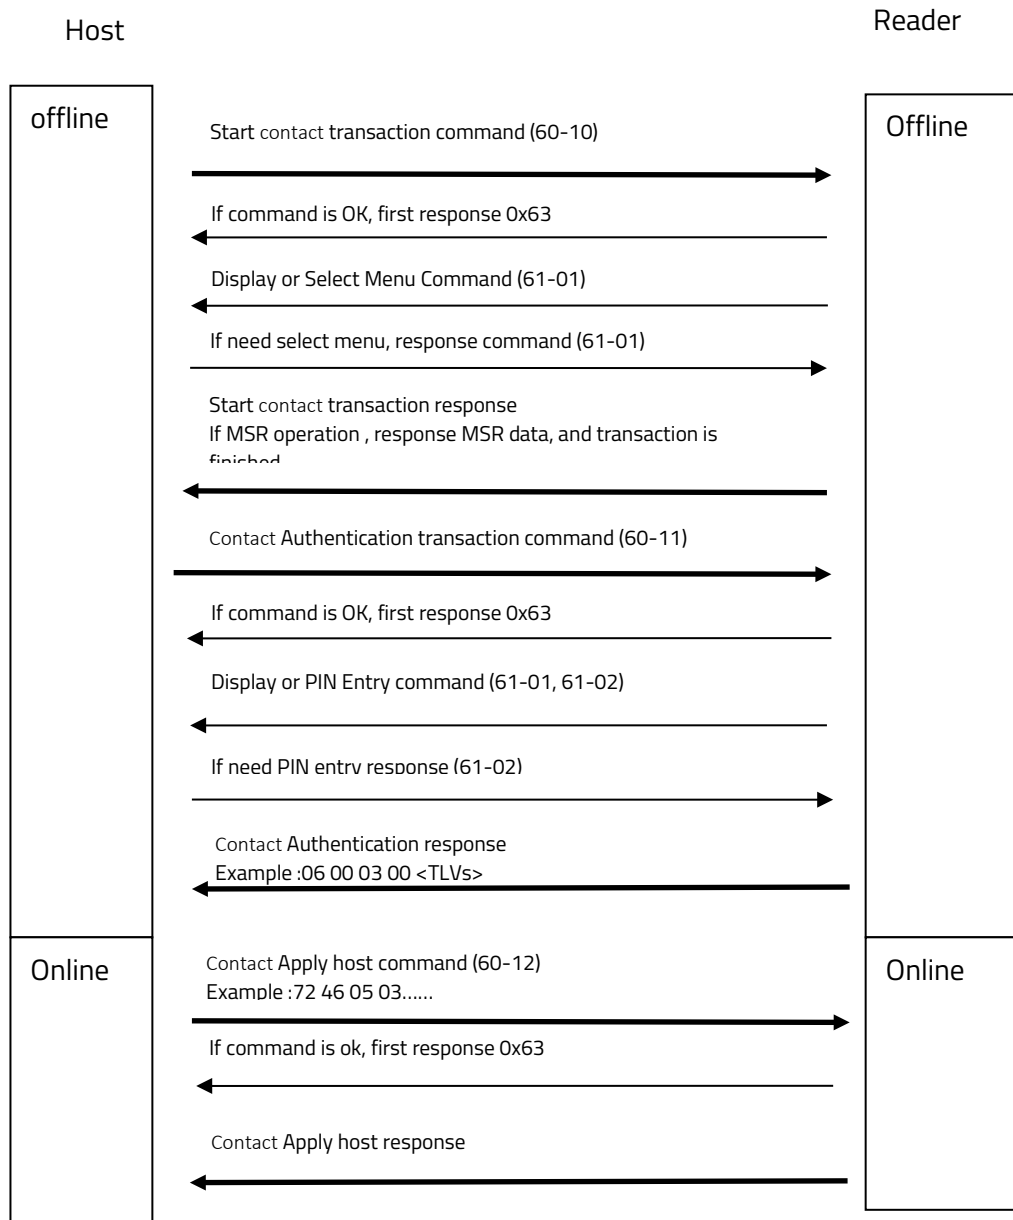 Host
Reader
offline
Offline
Start contact transaction command (60-10)
If command is OK, first response 0x63
Display or Select Menu Command (61-01)
If need select menu, response command (61-01)
Start contact transaction response
If MSR operation , response MSR data, and transaction is
finished
Contact Authentication transaction command (60-11)
If command is OK, first response 0x63
Display or PIN Entry command (61-01, 61-02)
If need PIN entry response (61-02)
Contact Authentication response
Example :06 00 03 00 <TLVs>
Online
Online
Contact Apply host command (60-12)
Example :72 46 05 03......
If command is ok, first response 0x63
Contact Apply host response